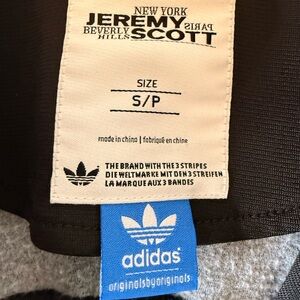 NEW YORK
JEREMY PARIS
BEVERLY SCOTT
HILLS
SIZE
S/P
made in china | fabriqué en chine
THE BRAND WITH THE 3 STRIPES
DIE WELTMARKE MIT DEN 3 STREIFEN
LA MARQUE AUX 3 BANDES
adidas
originalsbyoriginals